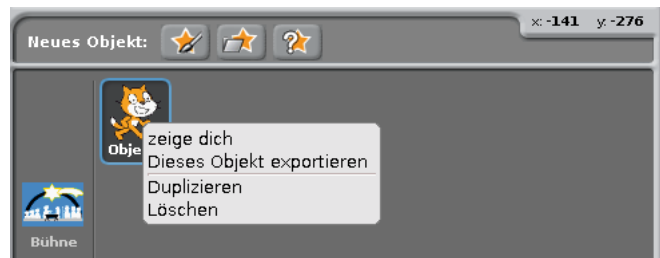 x: -141 y: -276
Neues Objekt:
zeige dich
Obje
Dieses Objekt exportieren
Duplizieren
Löschen
Bühne